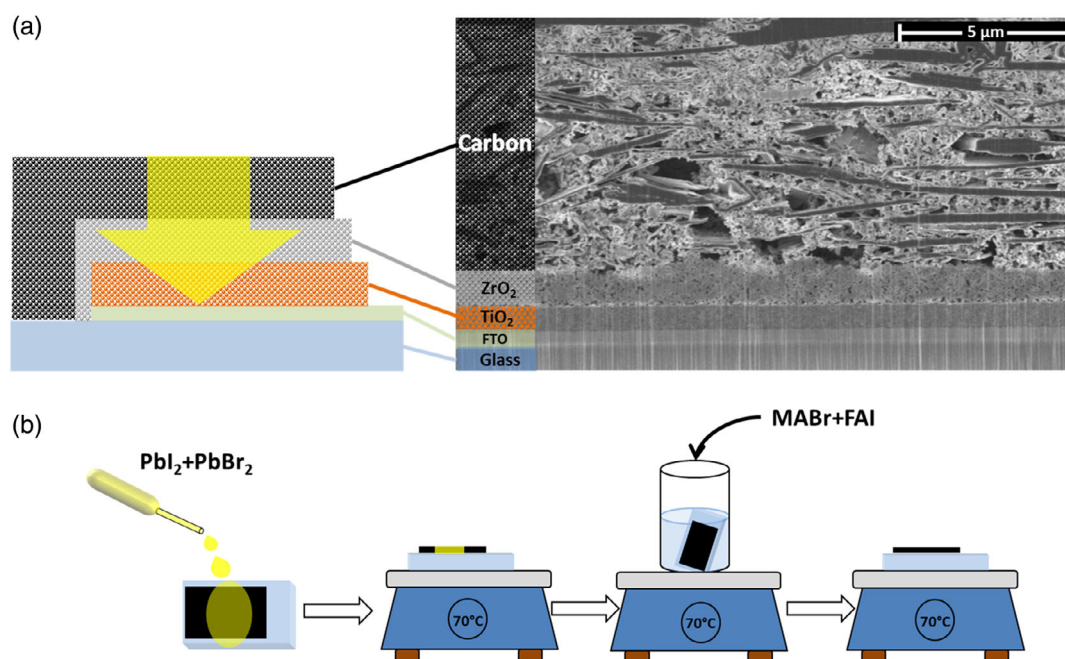 (a)
5 µm
Carbon
ZrO₂
TiO₂
FTO
Glass
(b)
PbI₂+PbBr₂
MABr+FAI
70°C
70°C
70°C